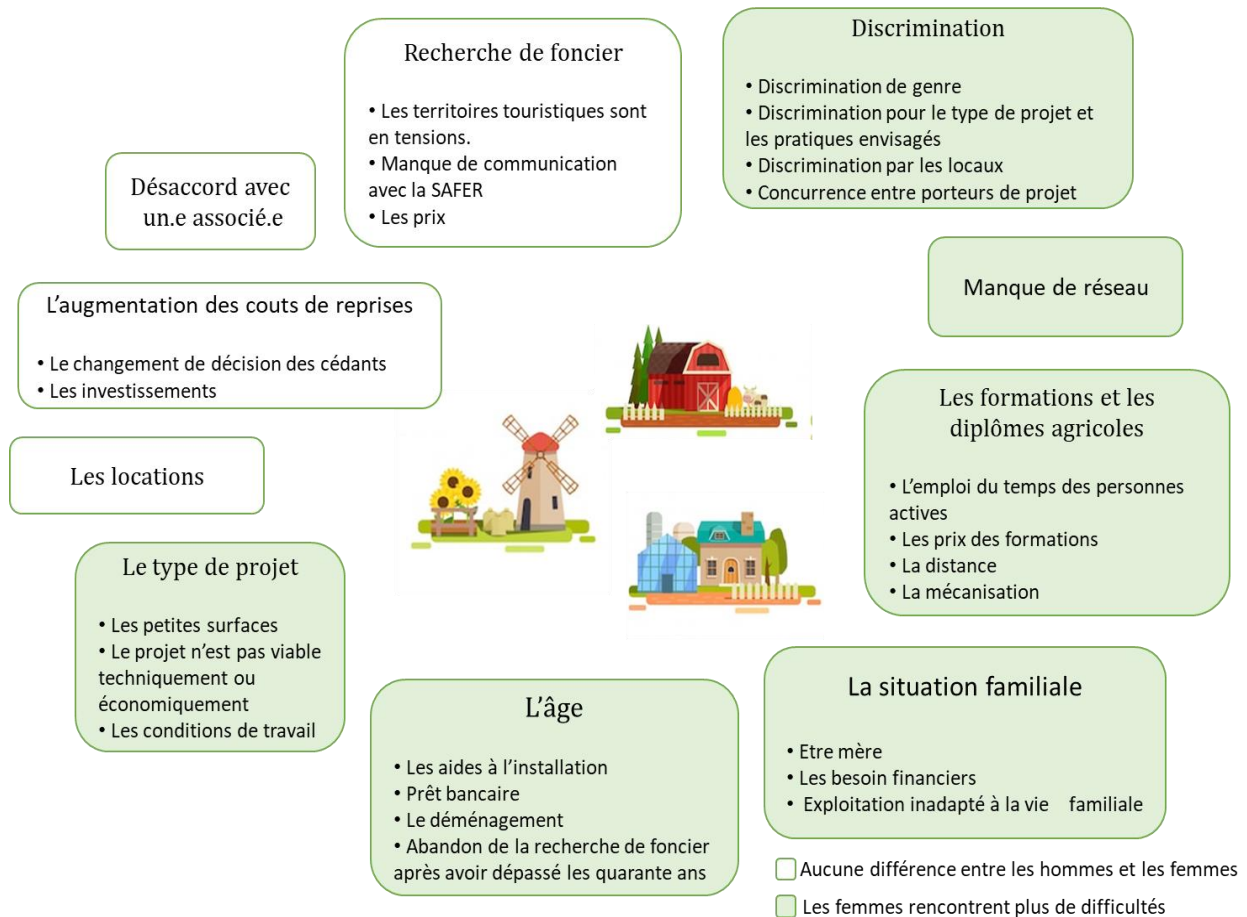 Recherche de foncier
• Les territoires touristiques sont
en tensions.
• Manque de communication
avec la SAFER
• Les prix
Discrimination
• Discrimination de genre
• Discrimination pour le type de projet et
les pratiques envisagés
• Discrimination par les locaux
• Concurrence entre porteurs de projet
Désaccord avec
un.e associé.e
Manque de réseau
L’augmentation des couts de reprises
• Le changement de décision des cédants
• Les investissements
Les formations et les
diplômes agricoles
• L’emploi du temps des personnes
actives
• Les prix des formations
• La distance
• La mécanisation
Les locations
Le type de projet
• Les petites surfaces
• Le projet n’est pas viable
techniquement ou
économiquement
• Les conditions de travail
L’âge
• Les aides à l’installation
• Prêt bancaire
• Le déménagement
• Abandon de la recherche de foncier
après avoir dépassé les quarante ans
La situation familiale
• Etre mère
• Les besoin financiers
• Exploitation inadapté à la vie familiale
Aucune différence entre les hommes et les femmes
Les femmes rencontrent plus de difficultés